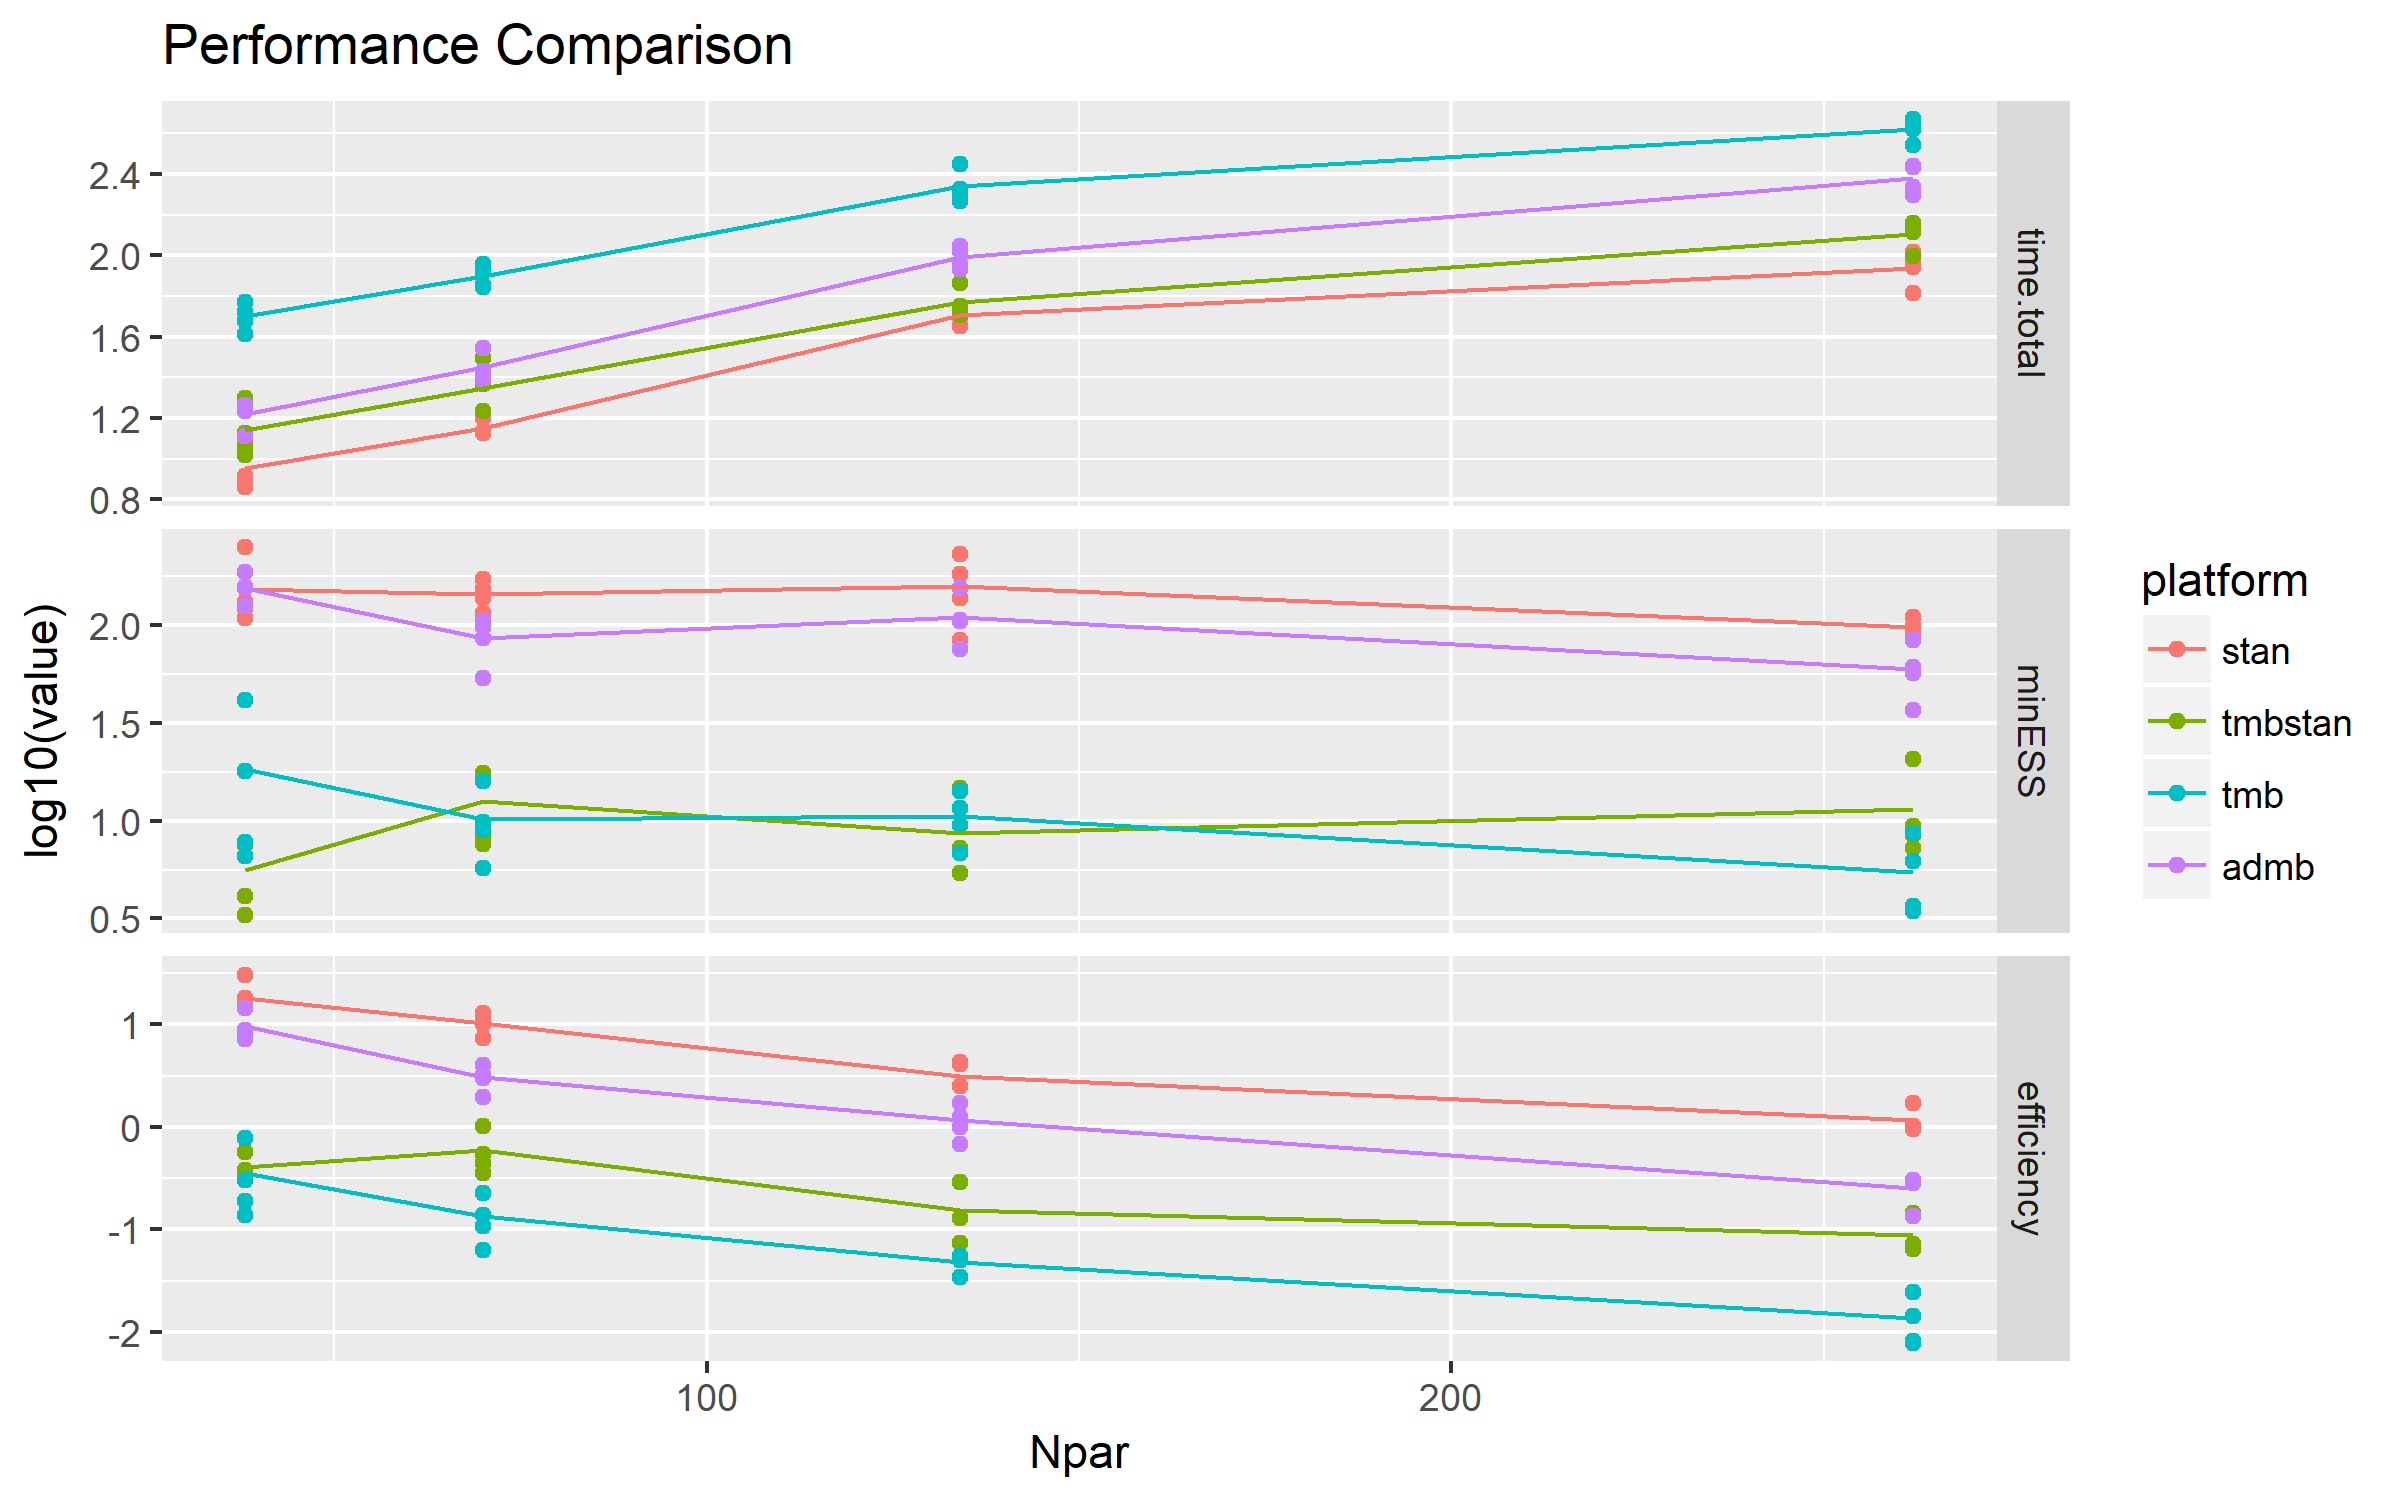 Performance Comparison
log10(value)
2.4
2.0
1.6
1.2
0.8
time.total
2.0
1.5
1.0
0.5
minESS
1
0
-1
-2
efficiency
100
200
Npar
platform
stan
tmbstan
tmb
admb